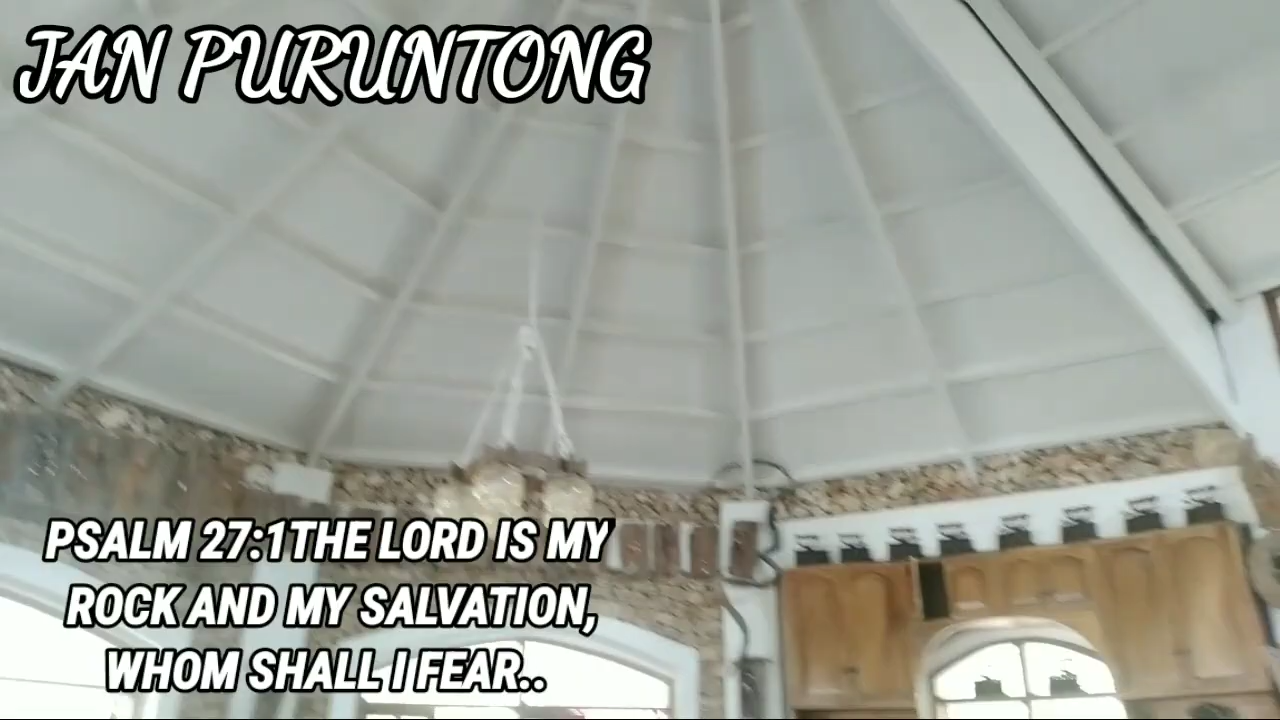 JAN PURUNTONG
PSALM 27:1THE LORD IS MY
ROCK AND MY SALVATION,
WHOM SHALL I FEAR..